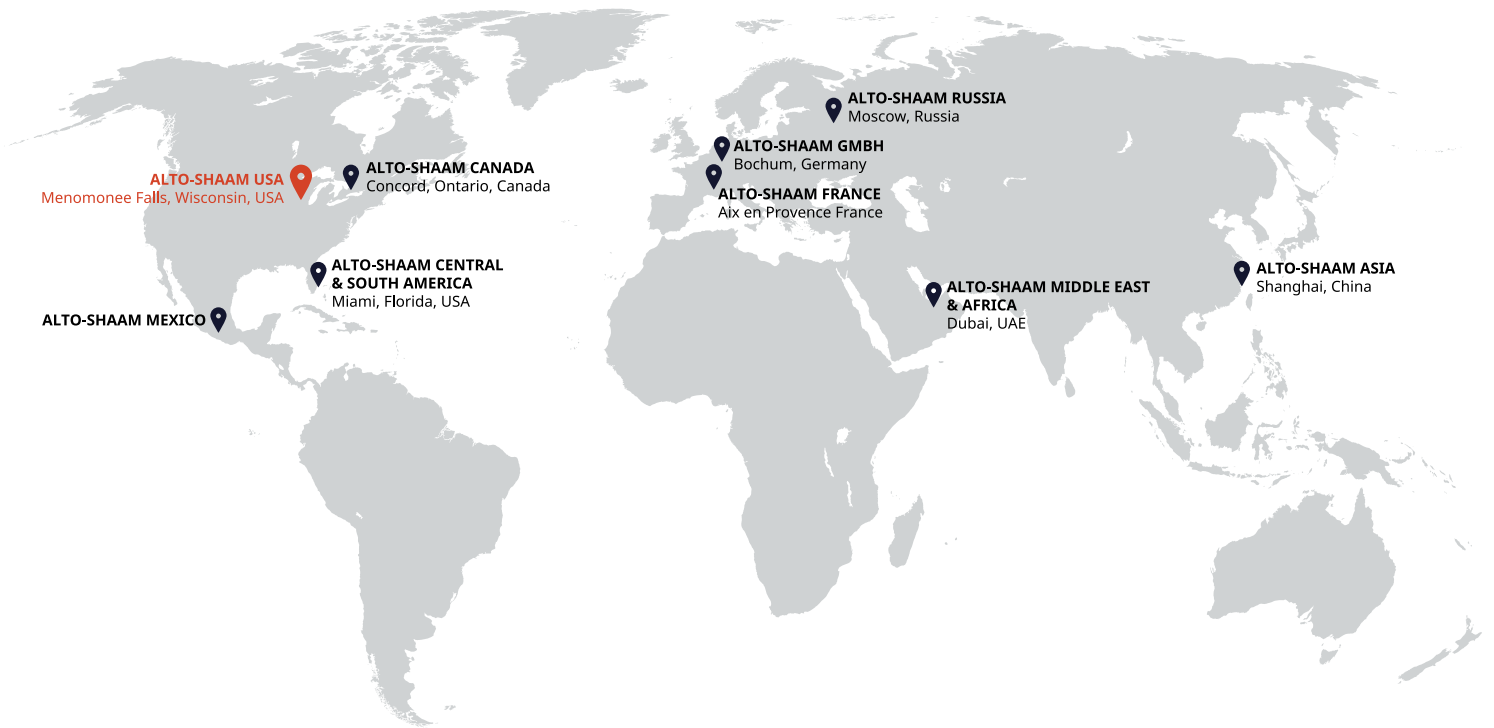 ALTO-SHAAM RUSSIA
Moscow, Russia
ALTO-SHAAM GMBH
Bochum, Germany
ALTO-SHAAM CANADA
Concord, Ontario, Canada
ALTO-SHAAM USA
Menomonee Falls, Wisconsin, USA
ALTO-SHAAM FRANCE
Aix en Provence France
ALTO-SHAAM CENTRAL
& SOUTH AMERICA
Miami, Florida, USA
ALTO-SHAAM ASIA
Shanghai, China
ALTO-SHAAM MIDDLE EAST
& AFRICA
Dubai, UAE
ALTO-SHAAM MEXICO